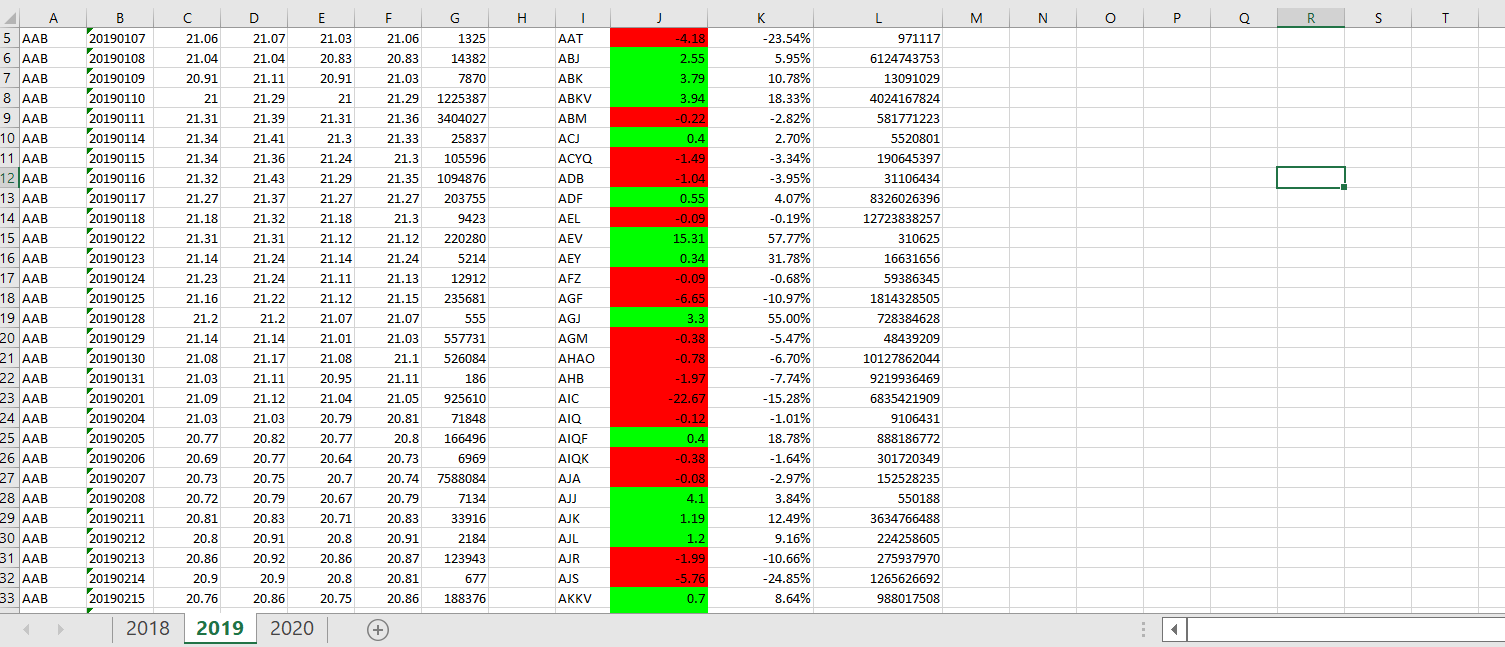 A B C D E F G H I J K L M N O P Q R S T
5 AAB 20190107 21.06 21.07 21.03 21.06 1325 AAT -4.18 -23.54% 971117
6 AAB 20190108 21.04 21.04 20.83 20.83 14382 ABJ 2.55 5.95% 6124743753
7 AAB 20190109 20.91 21.11 20.91 21.03 7870 ABK 3.79 10.78% 13091029
8 AAB 20190110 21 21.29 21 21.29 1225387 ABKV 3.94 18.33% 4024167824
9 AAB 20190111 21.31 21.39 21.31 21.36 3404027 ABM -0.22 -2.82% 581771223
10 AAB 20190114 21.34 21.41 21.3 21.33 25837 ACJ 0.4 2.70% 5520801
11 AAB 20190115 21.34 21.36 21.24 21.3 105596 ACYQ -1.49 -3.34% 190645397
12 AAB 20190116 21.32 21.43 21.29 21.35 1094876 ADB -1.04 -3.95% 31106434
13 AAB 20190117 21.27 21.37 21.27 21.27 203755 ADF 0.55 4.07% 8326026396
14 AAB 20190118 21.18 21.32 21.18 21.3 9423 AEL -0.09 -0.19% 12723838257
15 AAB 20190122 21.31 21.31 21.12 21.12 220280 AEV 15.31 57.77% 310625
16 AAB 20190123 21.14 21.24 21.14 21.24 5214 AEY 0.34 31.78% 16631656
17 AAB 20190124 21.23 21.24 21.11 21.13 12912 AFZ -0.09 -0.68% 59386345
18 AAB 20190125 21.16 21.22 21.12 21.15 235681 AGF -6.65 -10.97% 1814328505
19 AAB 20190128 21.2 21.2 21.07 21.07 555 AGJ 3.3 55.00% 728384628
20 AAB 20190129 21.14 21.14 21.01 21.03 557731 AGM -0.38 -5.47% 48439209
21 AAB 20190130 21.08 21.17 21.08 21.1 526084 AHAO -0.78 -6.70% 10127862044
22 AAB 20190131 21.03 21.11 20.95 21.11 186 AHB -1.97 -7.74% 9219936469
23 AAB 20190201 21.09 21.12 21.04 21.05 925610 AIC -22.67 -15.28% 6835421909
24 AAB 20190204 21.03 21.03 20.79 20.81 71848 AIQ -0.12 -1.01% 9106431
25 AAB 20190205 20.77 20.82 20.77 20.8 166496 AIQF 0.4 18.78% 888186772
26 AAB 20190206 20.69 20.77 20.64 20.73 6969 AIQK -0.38 -1.64% 301720349
27 AAB 20190207 20.73 20.75 20.7 20.74 7588084 AJA -0.08 -2.97% 152528235
28 AAB 20190208 20.72 20.79 20.67 20.79 7134 AJJ 4.1 3.84% 550188
29 AAB 20190211 20.81 20.83 20.71 20.83 33916 AJK 1.19 12.49% 3634766488
30 AAB 20190212 20.8 20.91 20.8 20.91 2184 AJL 1.2 9.16% 224258605
31 AAB 20190213 20.86 20.92 20.86 20.87 123943 AJR -1.99 -10.66% 275937970
32 AAB 20190214 20.9 20.9 20.8 20.81 677 AJS -5.76 -24.85% 1265626692
33 AAB 20190215 20.76 20.86 20.75 20.86 188376 AKKV 0.7 8.64% 988017508
2018 2019 2020